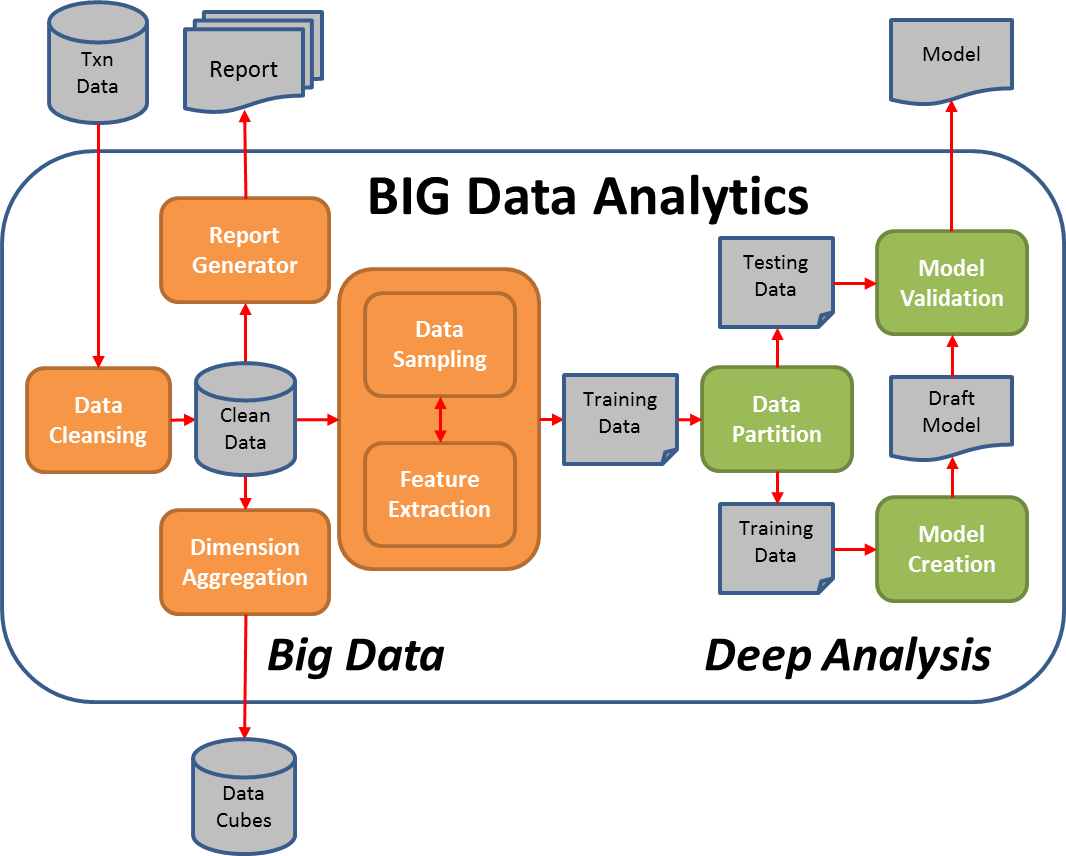 Txn
Data
Report
Model
BIG Data Analytics
Report
Generator
Data
Sampling
Testing
Data
Model
Validation
Data
Cleansing
Clean
Data
Training
Data
Data
Partition
Draft
Model
Feature
Extraction
Dimension
Aggregation
Training
Data
Model
Creation
Big Data
Deep Analysis
Data
Cubes